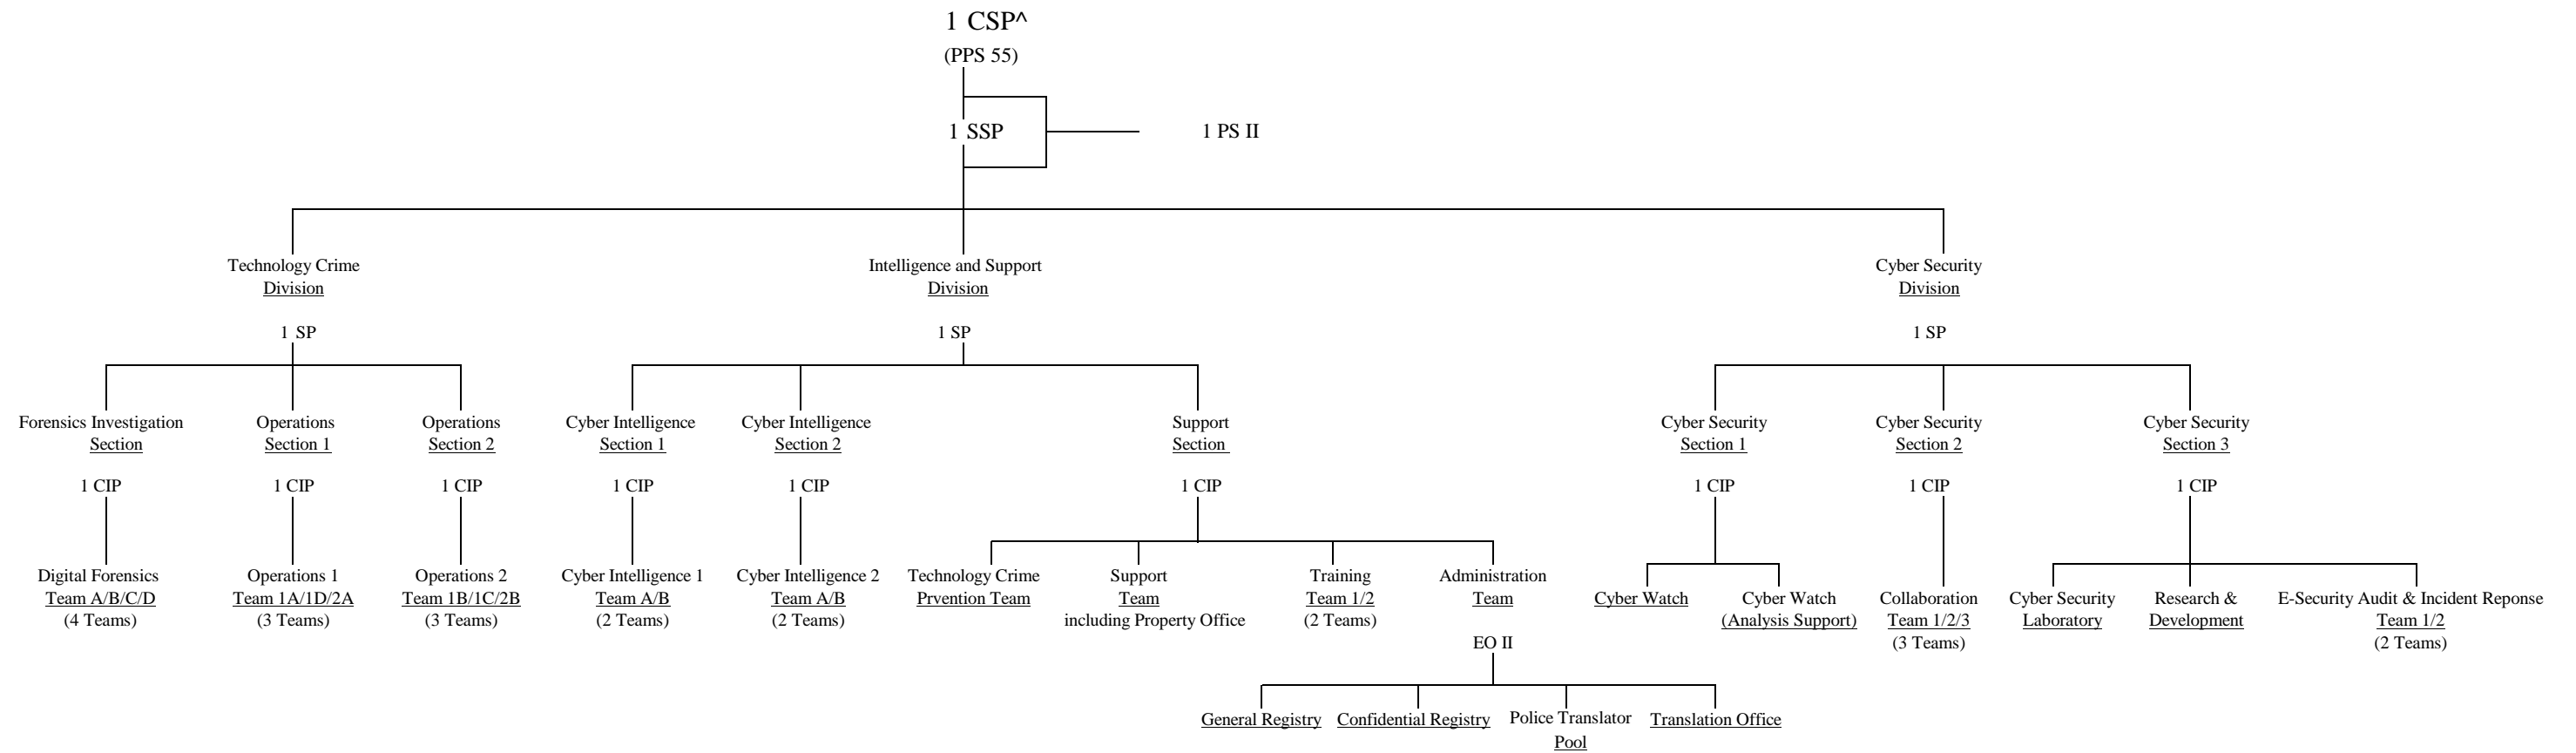 1 CSP^
(PPS 55)
1 SSP
1 PS II
Technology Crime
Division
Intelligence and Support
Division
Cyber Security
Division
1 SP
1 SP
1 SP
Forensics Investigation
Section
Operations
Section 1
Operations
Section 2
Cyber Intelligence
Section 1
Cyber Intelligence
Section 2
Support
Section
Cyber Security
Section 1
Cyber Security
Section 2
Cyber Security
Section 3
1 CIP
1 CIP
1 CIP
1 CIP
1 CIP
1 CIP
1 CIP
1 CIP
1 CIP
Digital Forensics
Team A/B/C/D
(4 Teams)
Operations 1
Team 1A/1D/2A
(3 Teams)
Operations 2
Team 1B/1C/2B
(3 Teams)
Cyber Intelligence 1
Team A/B
(2 Teams)
Cyber Intelligence 2
Team A/B
(2 Teams)
Technology Crime
Prvention Team
Support
Team
including Property Office
Training
Team 1/2
(2 Teams)
Administration
Team
Cyber Watch
Cyber Watch
(Analysis Support)
Collaboration
Team 1/2/3
(3 Teams)
Cyber Security
Laboratory
Research &
Development
E-Security Audit & Incident Reponse
Team 1/2
(2 Teams)
EO II
General Registry
Confidential Registry
Police Translator
Pool
Translation Office